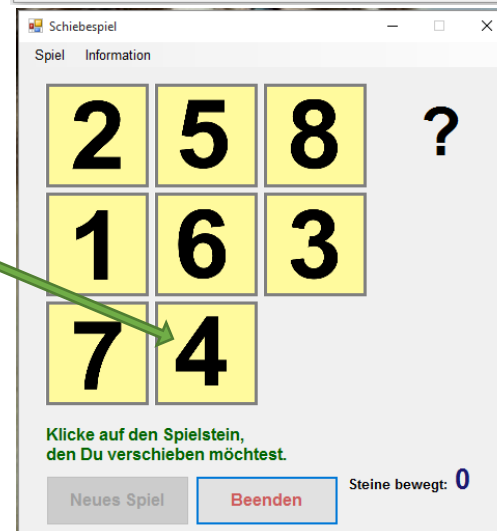 Schiebespiel
Spiel Information
2 5 8 ?
1 6 3
7 4
Klicke auf den Spielstein,
den Du verschieben möchtest.
Neues Spiel Beenden Steine bewegt: 0